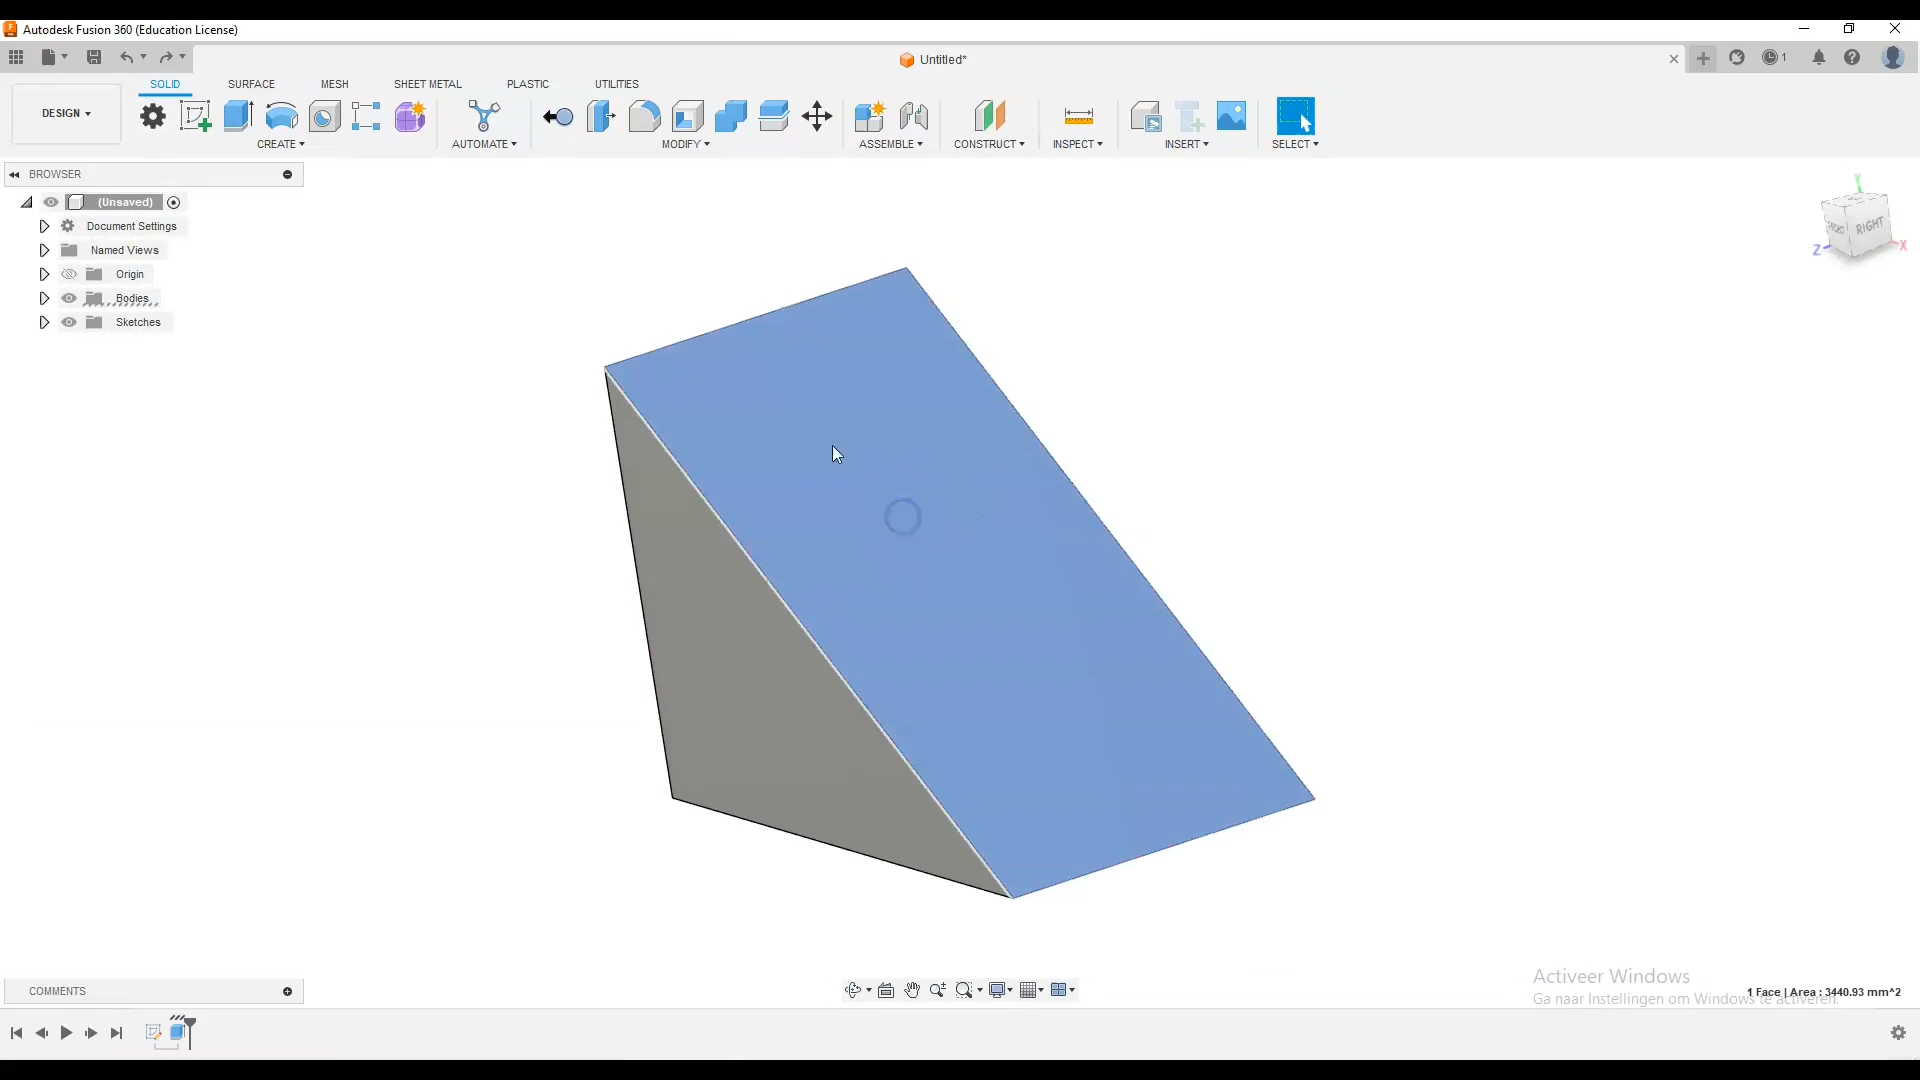 Autodesk Fusion 360 (Education License)
Untitled*
1
SOLID SURFACE MESH SHEET METAL PLASTIC UTILITIES
DESIGN
CREATE AUTOMATE MODIFY ASSEMBLE CONSTRUCT INSPECT INSERT SELECT
BROWSER
(Unsaved)
Document Settings
Named Views
Origin
Bodies
Sketches
Y
RIGHT
Z
X
Activeer Windows
Ga naar Instellingen om Windows te activeren.
1 Face | Area : 3440.93 mm^2
COMMENTS